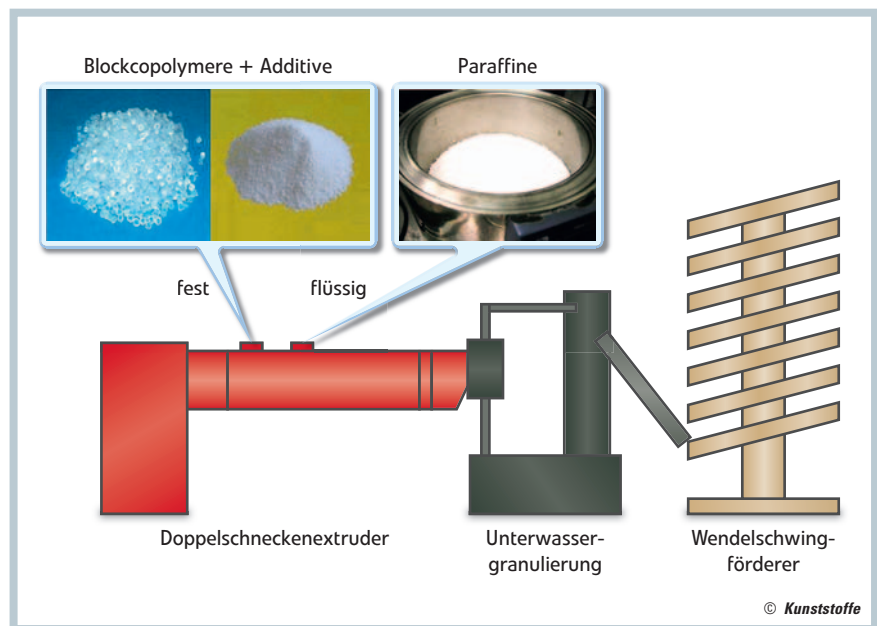 Blockcopolymere + Additive
Paraffine
fest
flüssig
Doppelschneckenextruder
Unterwasser-
granulierung
Wendelschwing-
förderer
© Kunststoffe